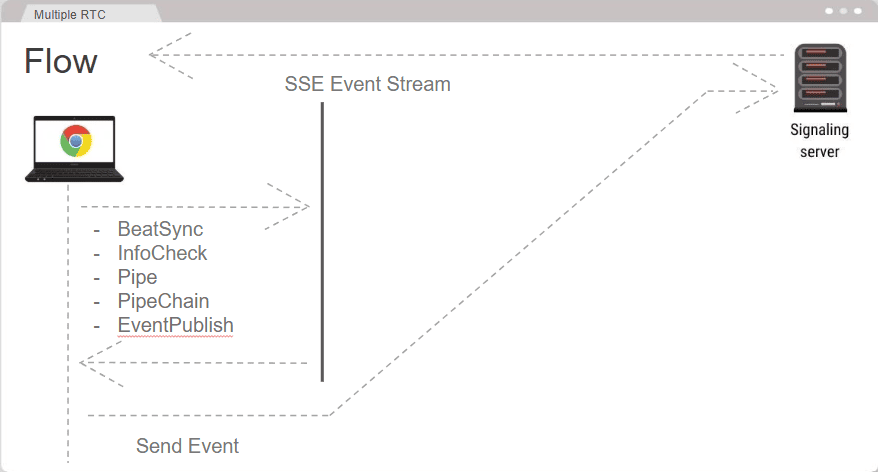 Multiple RTC
Flow
SSE Event Stream
Signaling
server
- BeatSync
- InfoCheck
- Pipe
- PipeChain
- EventPublish
Send Event